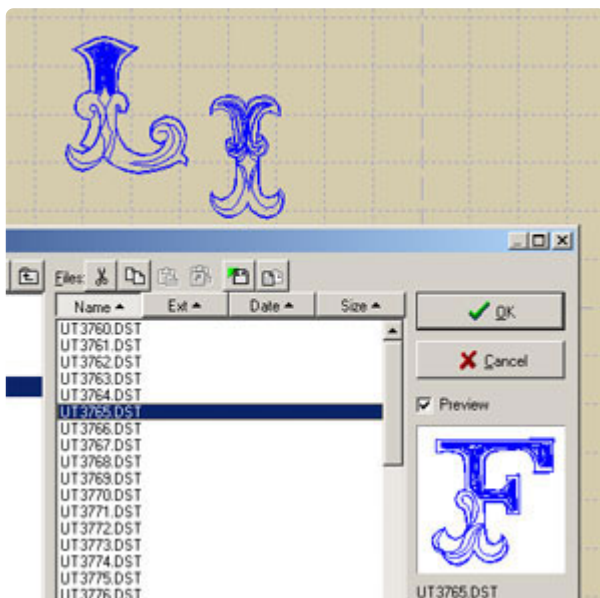 L I
Files:
Name Ext Date Size
OK
UT3760.DST
UT3761.DST
UT3762.DST
UT3763.DST
UT3764.DST
UT3765.DST
UT3766.DST
UT3767.DST
UT3768.DST
UT3769.DST
UT3770.DST
UT3771.DST
UT3772.DST
UT3773.DST
UT3774.DST
UT3775.DST
UT3776.DST
Cancel
Preview
F
UT3765.DST